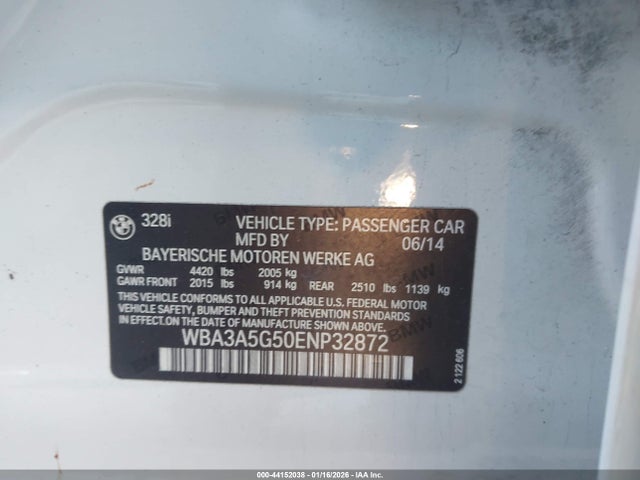 328i VEHICLE TYPE: PASSENGER CAR
MFD BY 06/14
BAYERISCHE MOTOREN WERKE AG
GVWR 4420 lbs 2005 kg
GAWR FRONT 2015 lbs 914 kg REAR 2510 lbs 1139 kg
THIS VEHICLE CONFORMS TO ALL APPLICABLE U.S. FEDERAL MOTOR
VEHICLE SAFETY, BUMPER, AND THEFT PREVENTION STANDARDS
IN EFFECT ON THE DATE OF MANUFACTURE SHOWN ABOVE.
WBA3A5G50ENP32872
2 122 606
000-44152038 - 01/16/2026 - IAA Inc.